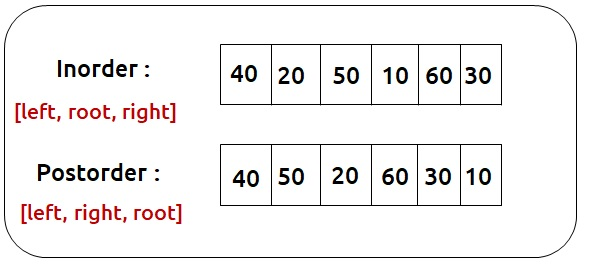 Inorder : 40 20 50 10 60 30
[left, root, right]
Postorder : 40 50 20 60 30 10
[left, right, root]